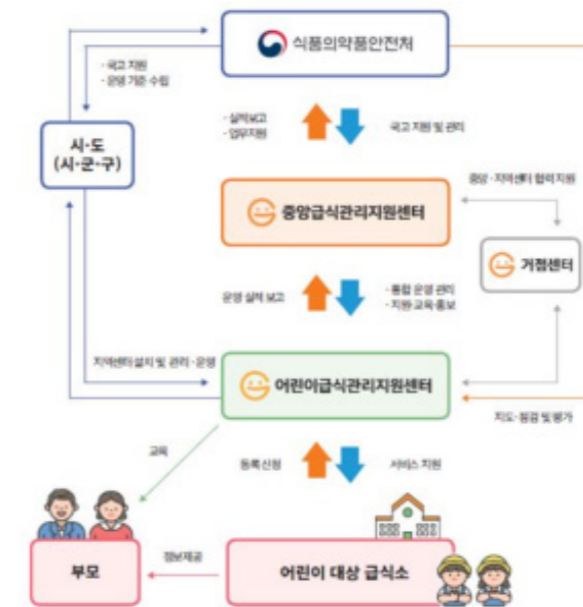 식품의약품안전처
- 국고 지원
- 운영 기준 수립
- 실적보고
- 업무지원
국고 지원 및 관리
시·도
(시·군·구)
중앙·지역센터 협력 지원
중앙급식관리지원센터
거점센터
운영 실적 보고
- 통합 운영 관리
- 지원·교육·홍보
지역센터 설치 및 관리·운영
어린이급식관리지원센터
지도·점검 및 평가
교육
등록 신청
서비스 지원
부모
정보제공
어린이 대상 급식소